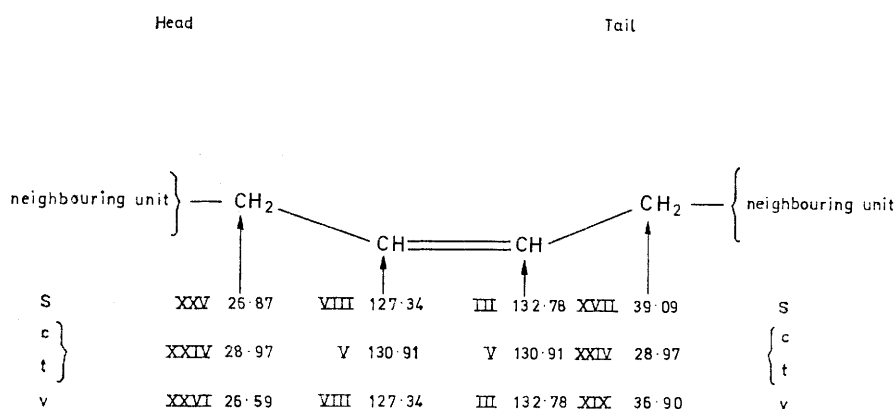 Head Tail
neighbouring unit } — CH₂ CH₂ — { neighbouring unit
CH CH
S XXV 26·87 VIII 127·34 III 132·78 XVII 39·09 S
c c
XXIV 28·97 V 130·91 V 130·91 XXIV 28·97
t t
v XXVI 26·59 VIII 127·34 III 132·78 XIX 36·90 v